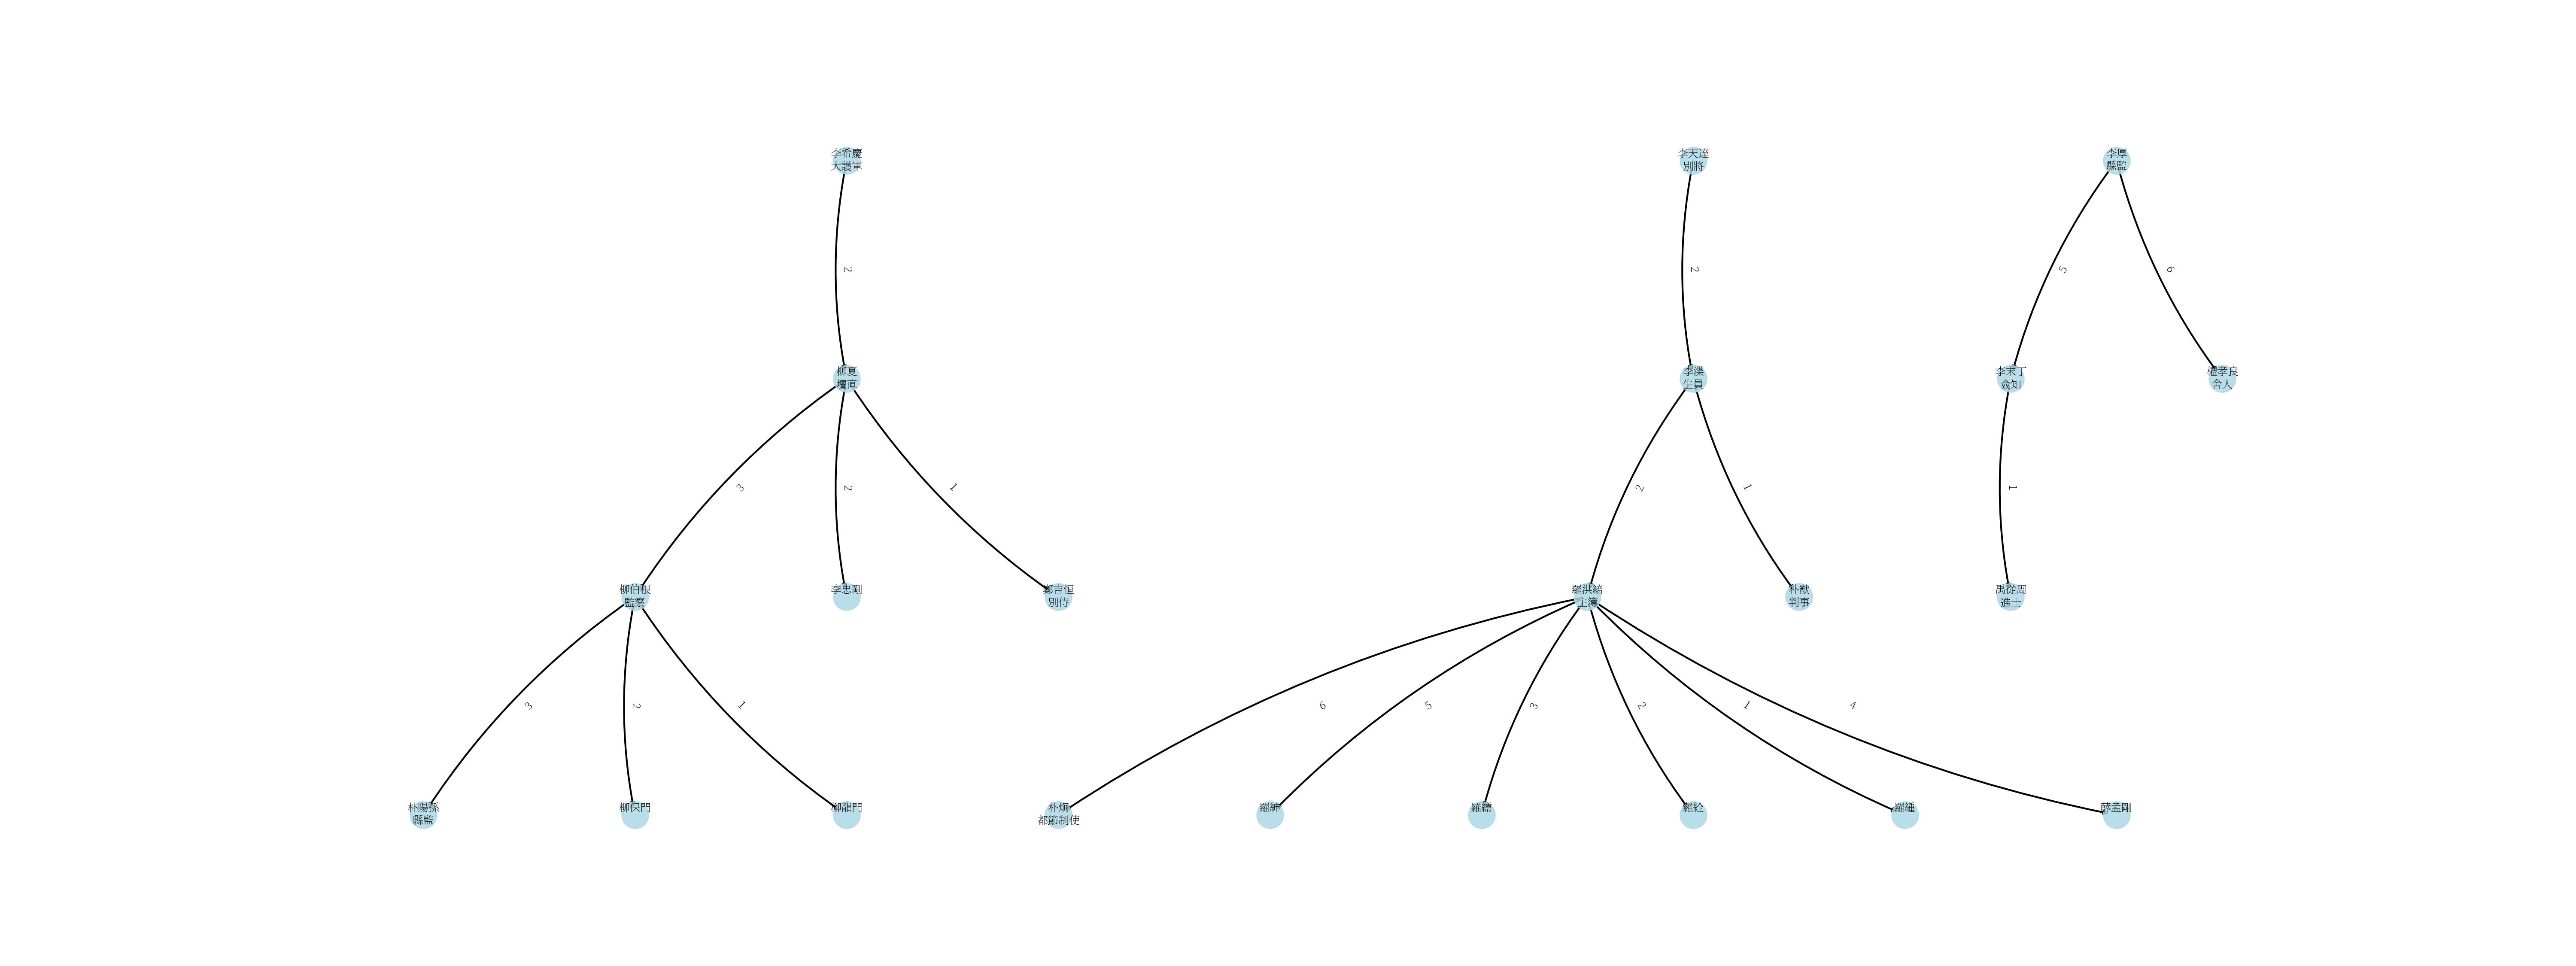 李希慶
大護軍
李天達
別將
李厚
縣監
2
2
5
6
柳夏
壇直
李渫
生員
李末丁
僉知
權孝良
舍人
3
2
1
2
1
1
柳伯根
監察
李忠剛
鄭吉恒
別侍
羅洪緒
主簿
朴猷
判事
禹從周
進士
3
2
1
6
5
3
2
1
4
朴陽孫
縣監
柳保門
柳龍門
朴炯
都節制使
羅紳
羅繻
羅絟
羅緟
薛孟剛